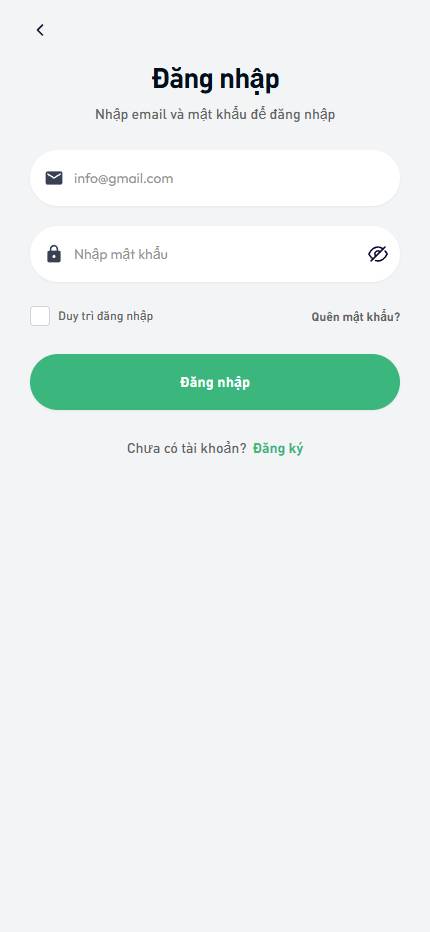 Đăng nhập
Nhập email và mật khẩu để đăng nhập
info@gmail.com
Nhập mật khẩu
Duy trì đăng nhập
Quên mật khẩu?
Đăng nhập
Chưa có tài khoản? Đăng ký